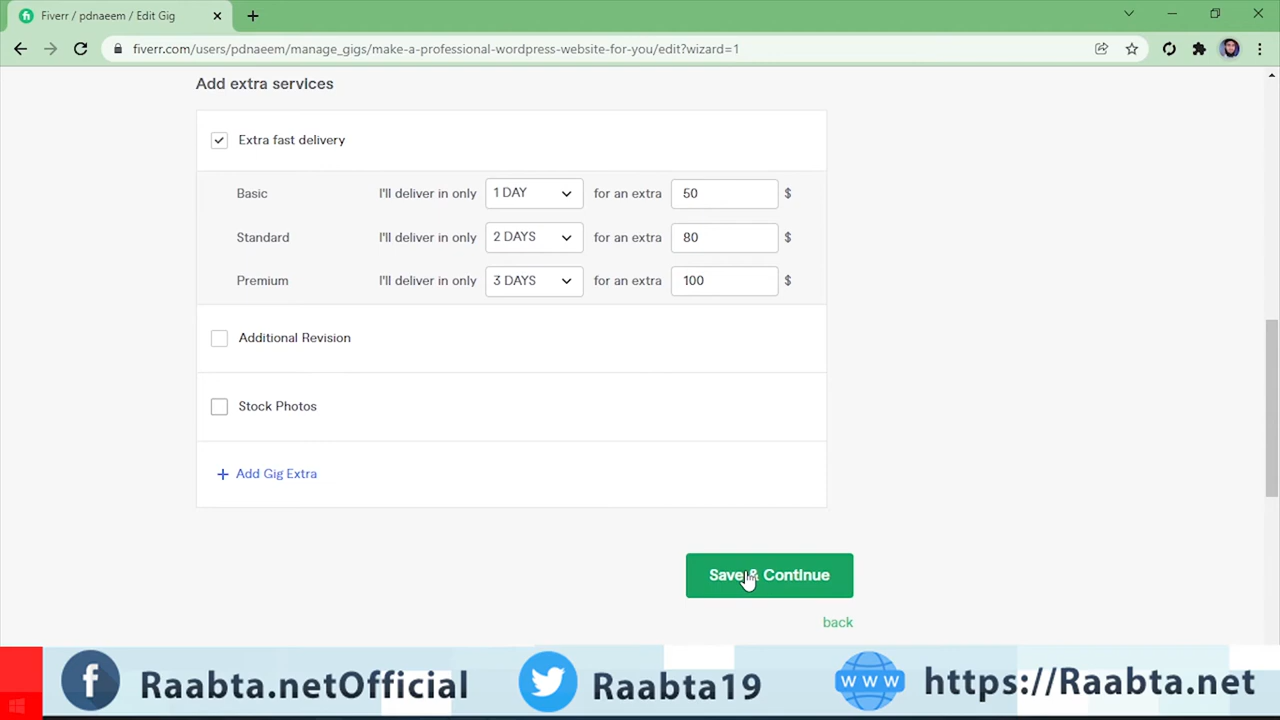 Fiverr / pdnaeem / Edit Gig
fiverr.com/users/pdnaeem/manage_gigs/make-a-professional-wordpress-website-for-you/edit?wizard=1
Add extra services
Extra fast delivery
Basic I'll deliver in only 1 DAY for an extra 50 $
Standard I'll deliver in only 2 DAYS for an extra 80 $
Premium I'll deliver in only 3 DAYS for an extra 100 $
Additional Revision
Stock Photos
+ Add Gig Extra
Save & Continue
back
Raabta.netOfficial Raabta19 www https://Raabta.net